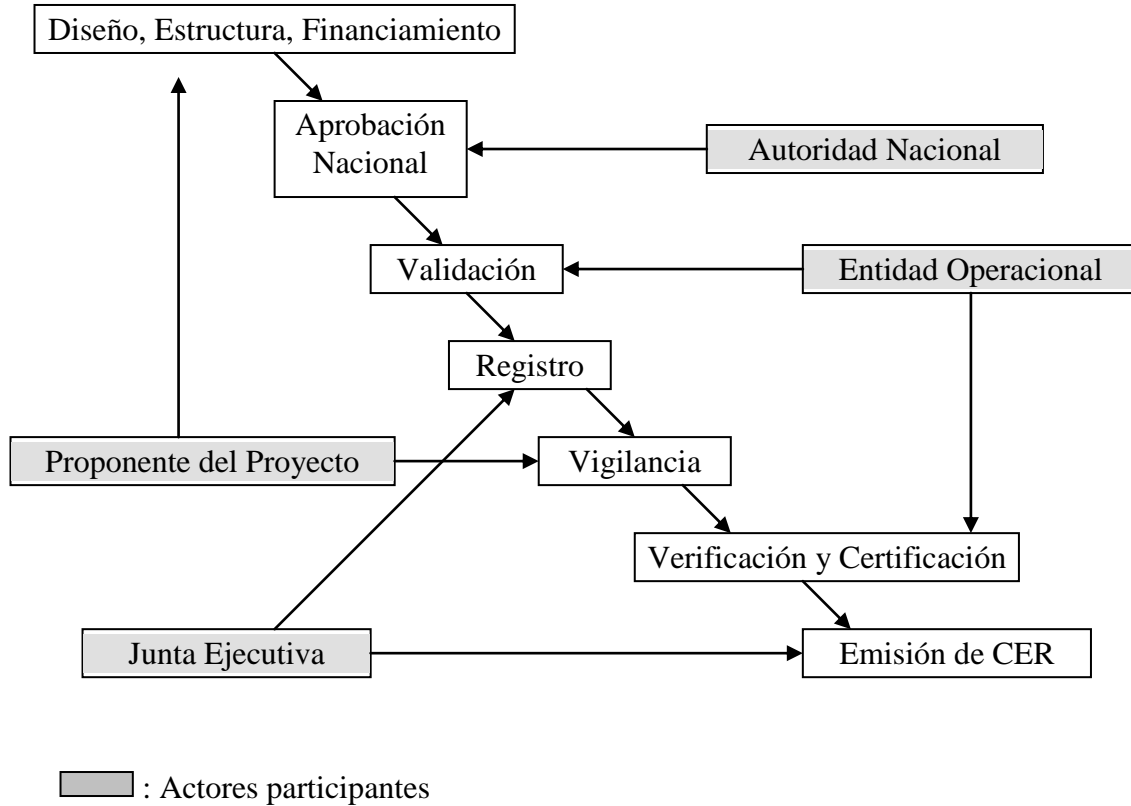 Diseño, Estructura, Financiamiento
Aprobación
Nacional
Autoridad Nacional
Validación
Entidad Operacional
Registro
Proponente del Proyecto
Vigilancia
Verificación y Certificación
Junta Ejecutiva
Emisión de CER
: Actores participantes